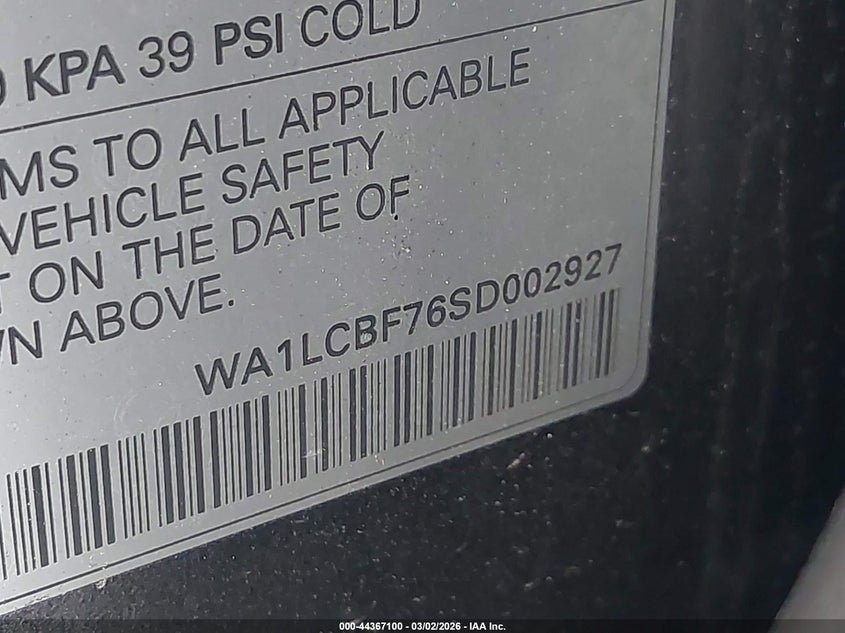 KPA 39 PSI COLD
MS TO ALL APPLICABLE
VEHICLE SAFETY
ON THE DATE OF
N ABOVE.
WA1LCBF76SD002927
000-44367100 - 03/02/2026 - IAA Inc.